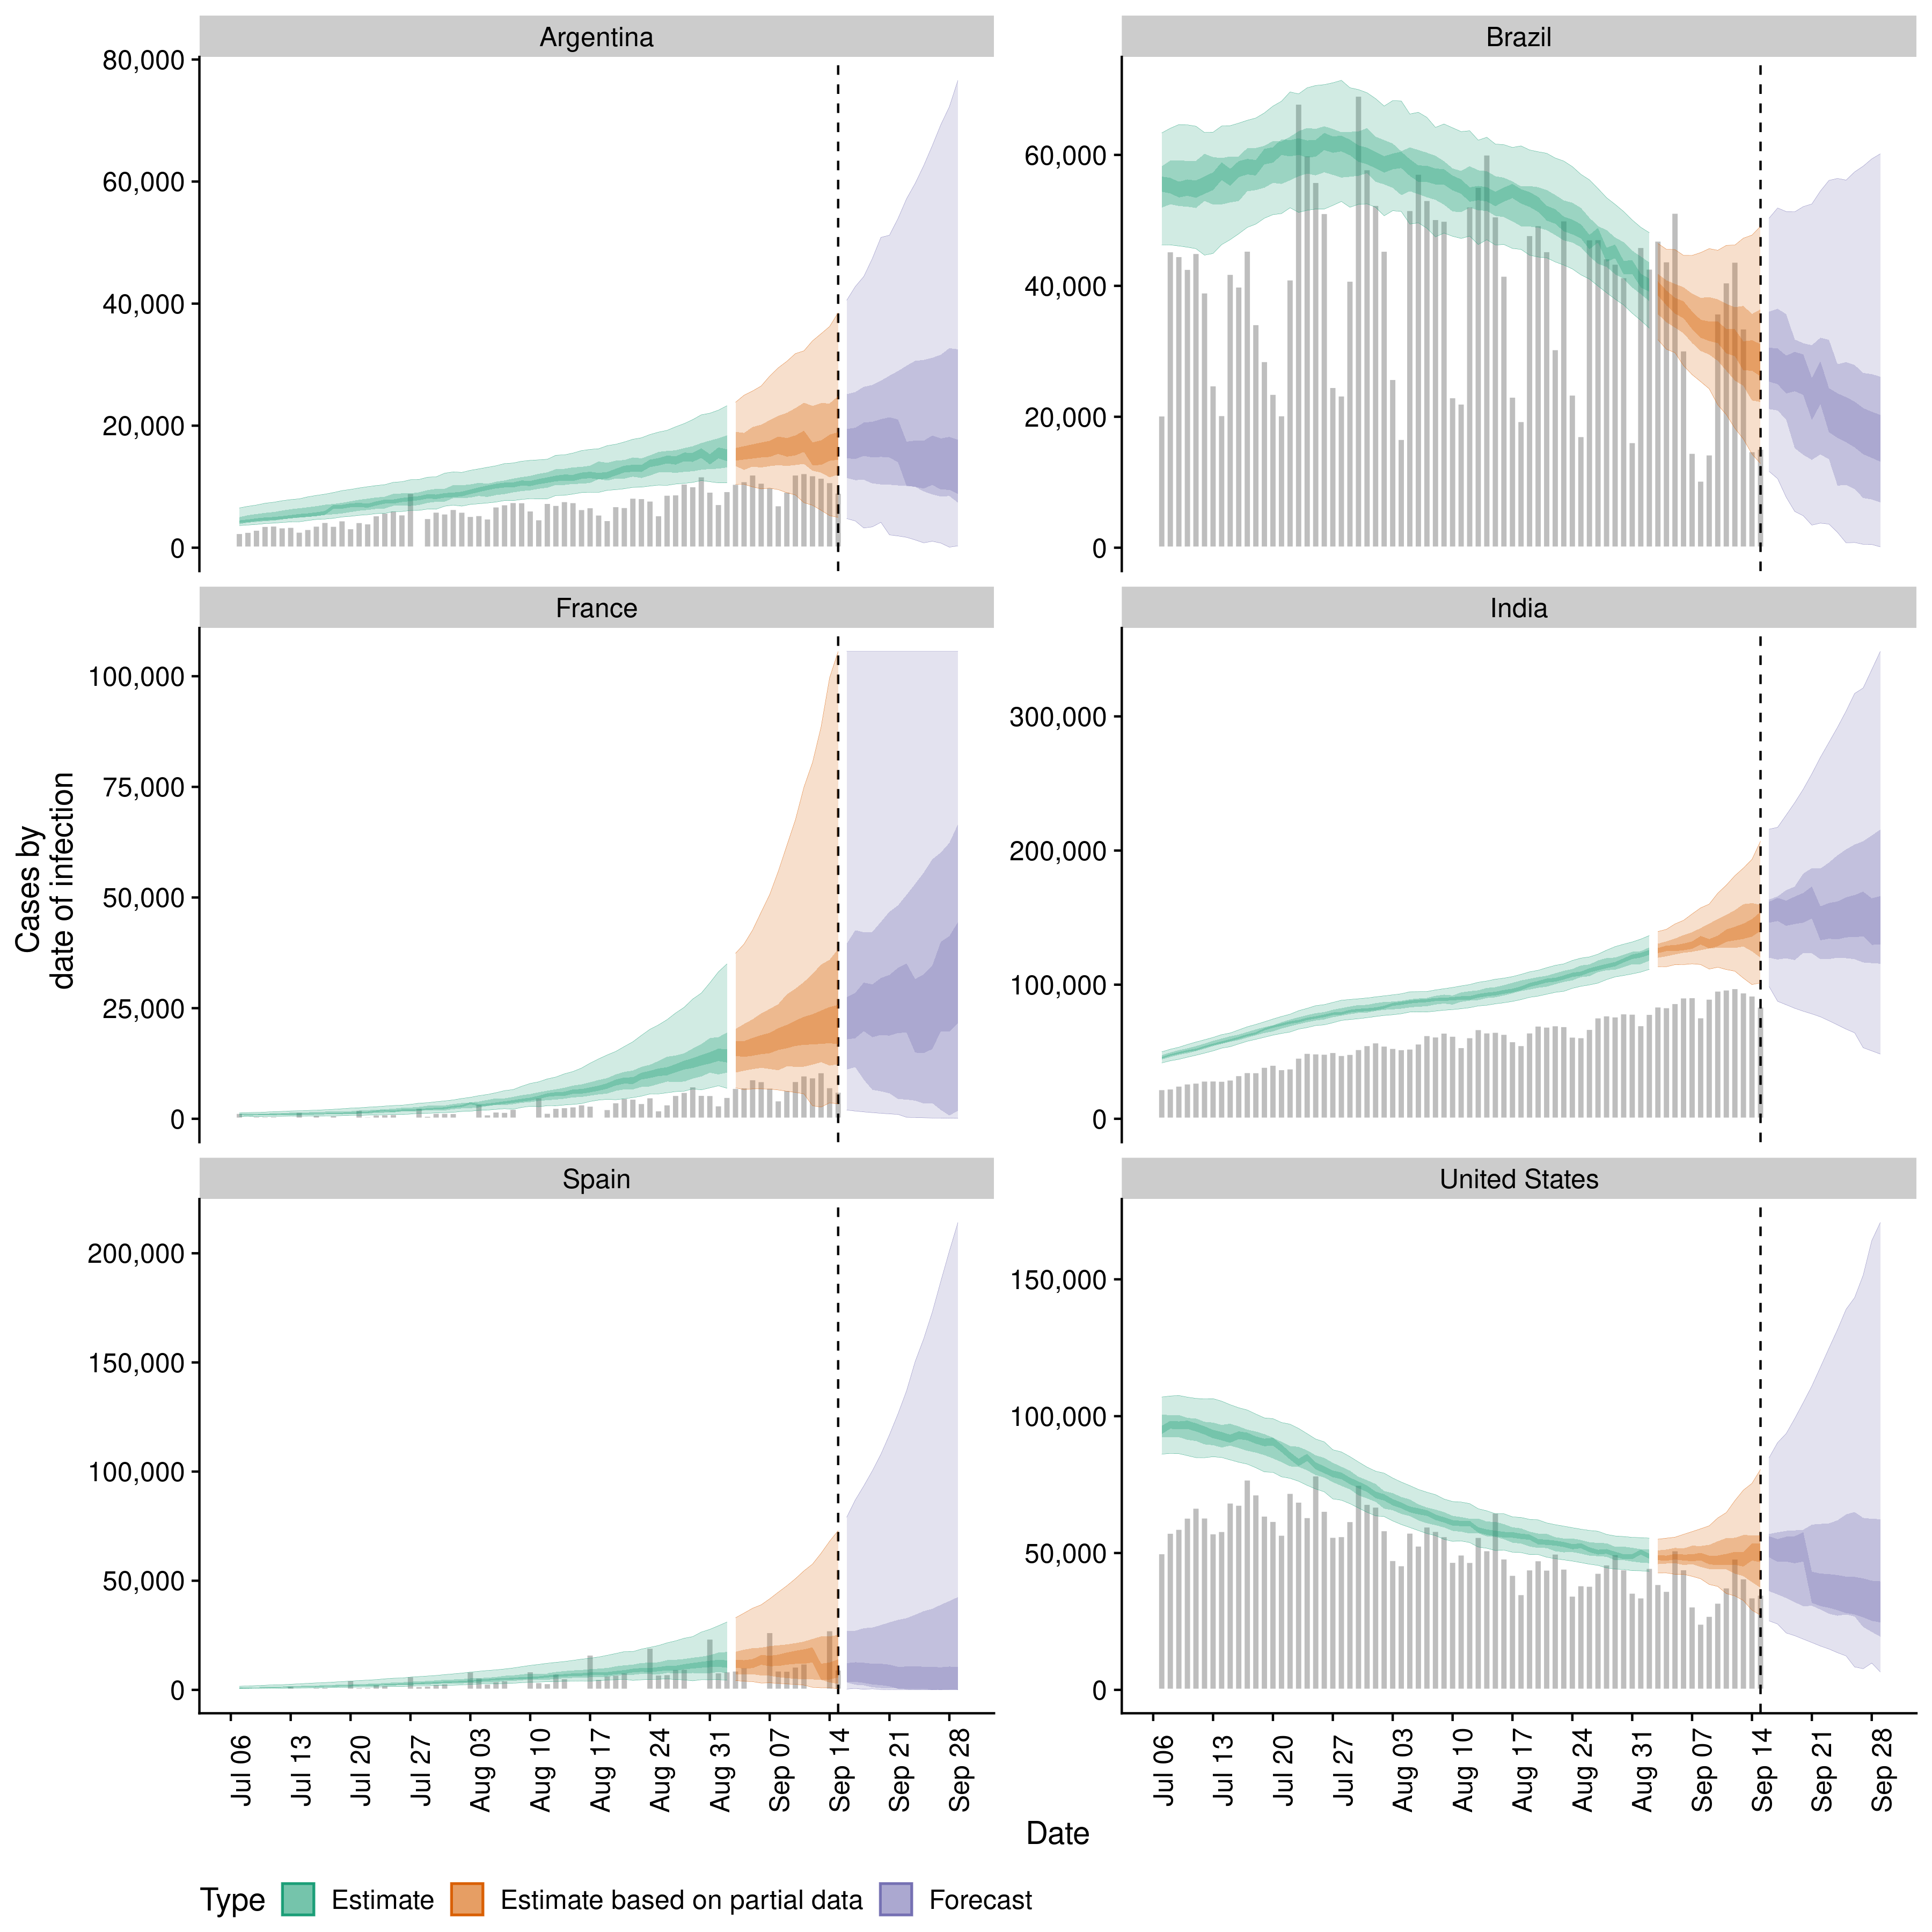 Argentina
Brazil
80,000
60,000
40,000
20,000
0
60,000
40,000
20,000
0
France
India
100,000
75,000
50,000
25,000
0
300,000
200,000
100,000
0
Cases by
date of infection
Spain
United States
200,000
150,000
100,000
50,000
0
150,000
100,000
50,000
0
Jul 06
Jul 13
Jul 20
Jul 27
Aug 03
Aug 10
Aug 17
Aug 24
Aug 31
Sep 07
Sep 14
Sep 21
Sep 28
Jul 06
Jul 13
Jul 20
Jul 27
Aug 03
Aug 10
Aug 17
Aug 24
Aug 31
Sep 07
Sep 14
Sep 21
Sep 28
Date
Type Estimate Estimate based on partial data Forecast